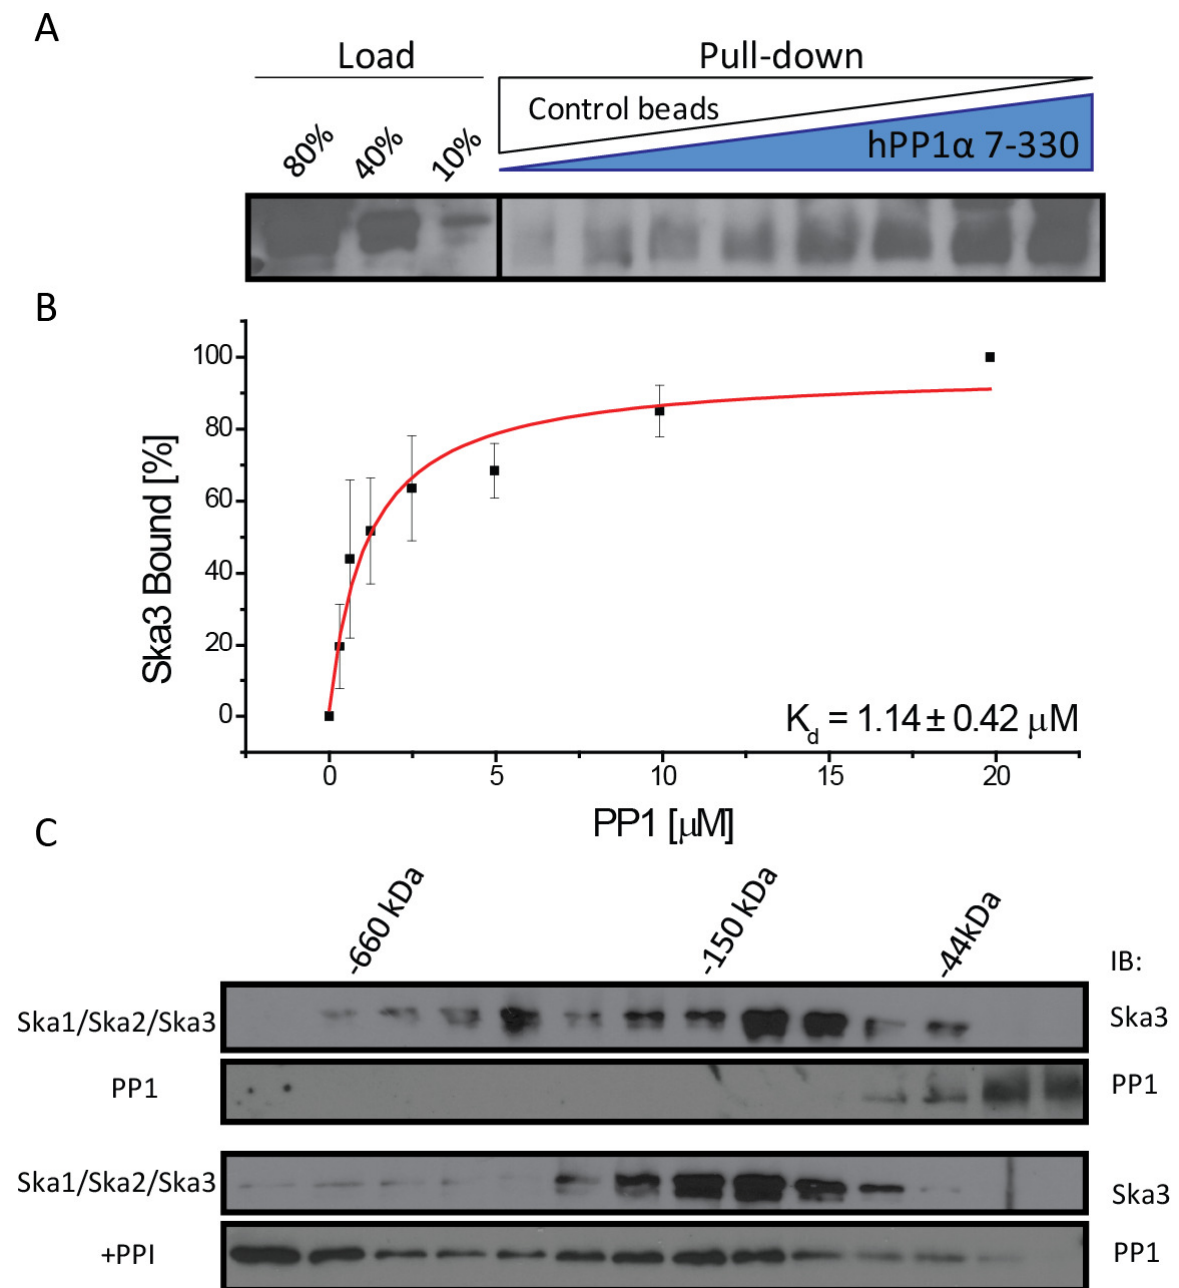 A
Load
Pull-down
80%
40%
10%
Control beads
hPP1α 7-330
B
Ska3 Bound [%]
100
80
60
40
20
0
Kd = 1.14 ± 0.42 μM
0
5
10
15
20
PP1 [μM]
C
-660 kDa
-150 kDa
-44kDa
IB:
Ska1/Ska2/Ska3
Ska3
PP1
PP1
Ska1/Ska2/Ska3
Ska3
+PPI
PP1